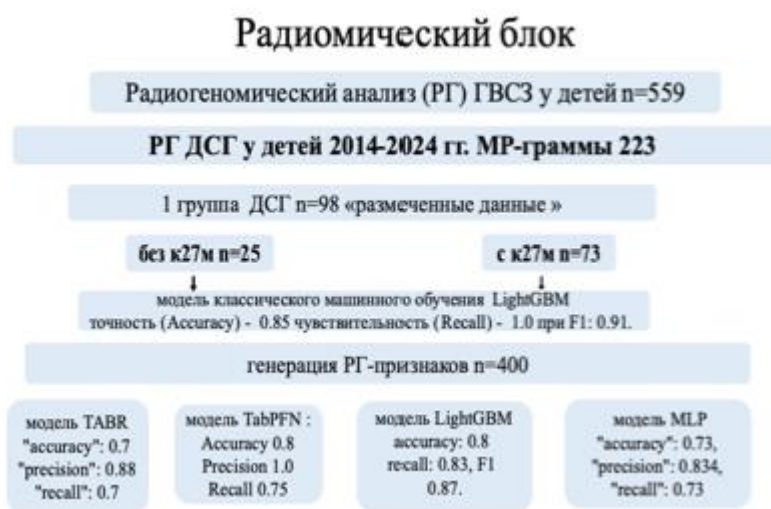 Радиомический блок
Радиогеномический анализ (РГ) ГВСЗ у детей n=559
РГ ДСГ у детей 2014-2024 гг. МР-граммы 223
1 группа ДСГ n=98 «размеченные данные »
без к27м n=25
с к27м n=73
модель классического машинного обучения LightGBM
точность (Accuracy) - 0.85 чувствительность (Recall) - 1.0 при F1: 0.91.
генерация РГ-признаков n=400
модель TABR
"accuracy": 0.7
"precision": 0.88
"recall": 0.7
модель TabPFN :
Accuracy 0.8
Precision 1.0
Recall 0.75
модель LightGBM
accuracy: 0.8
recall: 0.83, F1
0.87.
модель MLP
"accuracy": 0.73,
"precision": 0.834,
"recall": 0.73